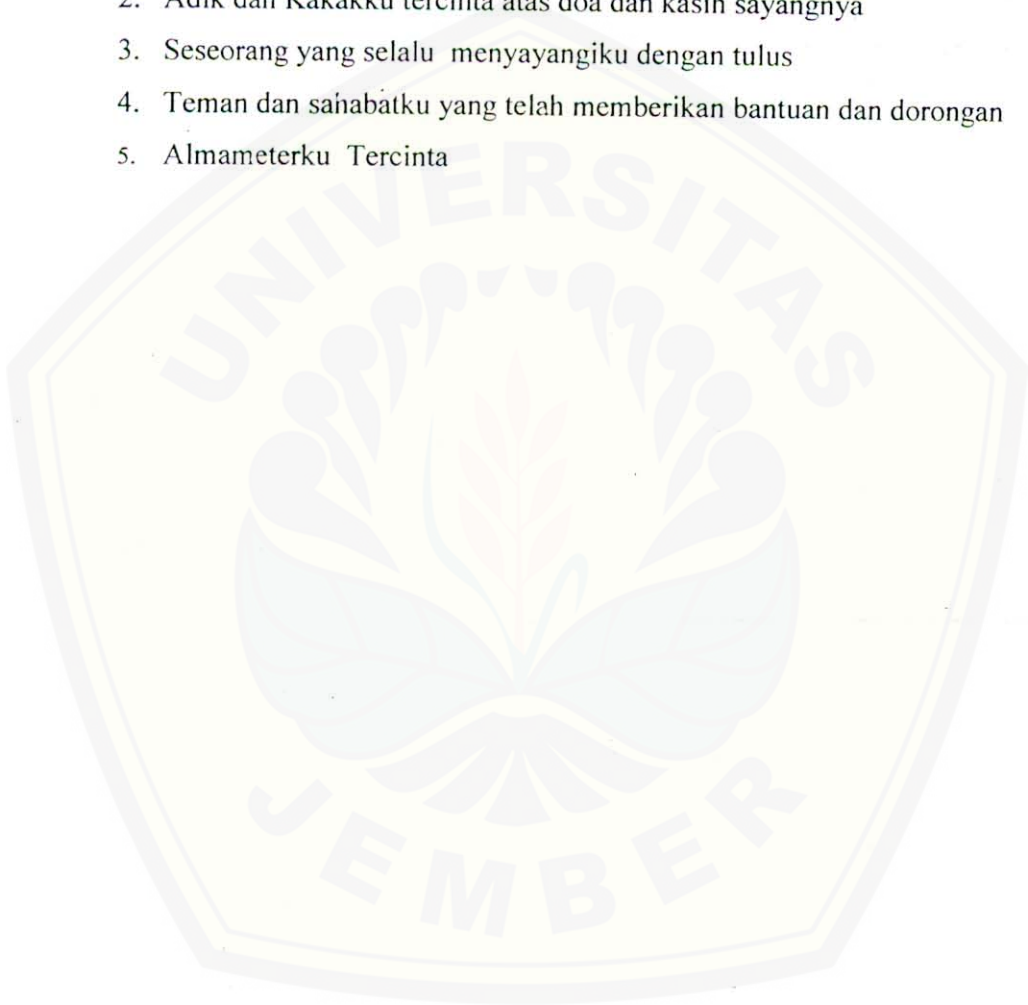 2. Adik dan Kakakku tercinta atas doa dan kasih sayangnya
3. Seseorang yang selalu menyayangiku dengan tulus
4. Teman dan sahabatku yang telah memberikan bantuan dan dorongan
5. Almameterku Tercinta
UNIVERSITAS
JEMBER